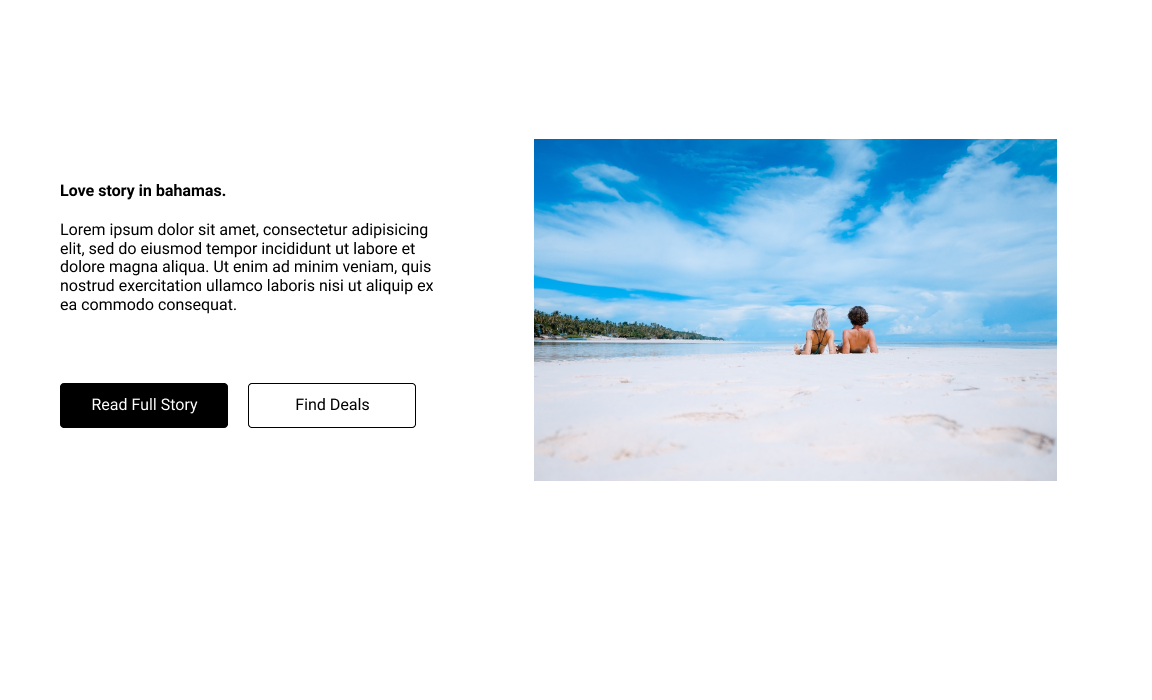 Love story in bahamas.
Lorem ipsum dolor sit amet, consectetur adipisicing
elit, sed do eiusmod tempor incididunt ut labore et
dolore magna aliqua. Ut enim ad minim veniam, quis
nostrud exercitation ullamco laboris nisi ut aliquip ex
ea commodo consequat.
Read Full Story
Find Deals